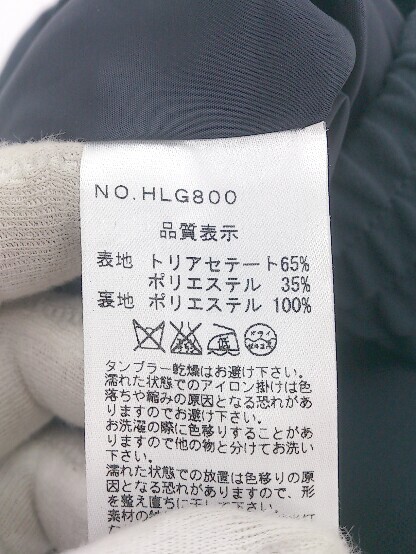 NO.HLG800
品質表示
表地 トリアセテート65%
ポリエステル 35%
裏地 ポリエステル 100%
低
ドライ
タンブラー乾燥はお避け下さい。
濡れた状態でのアイロン掛けは色
落ちや縮みの原因となる恐れがあ
りますのでお避け下さい。
お洗濯の際に色移りすることがあ
りますので他の物と分けてお洗い
下さい。
濡れた状態での放置は色移りの原
因となる恐れがありますので、形
を整え直ちに干して下さい。
素材の